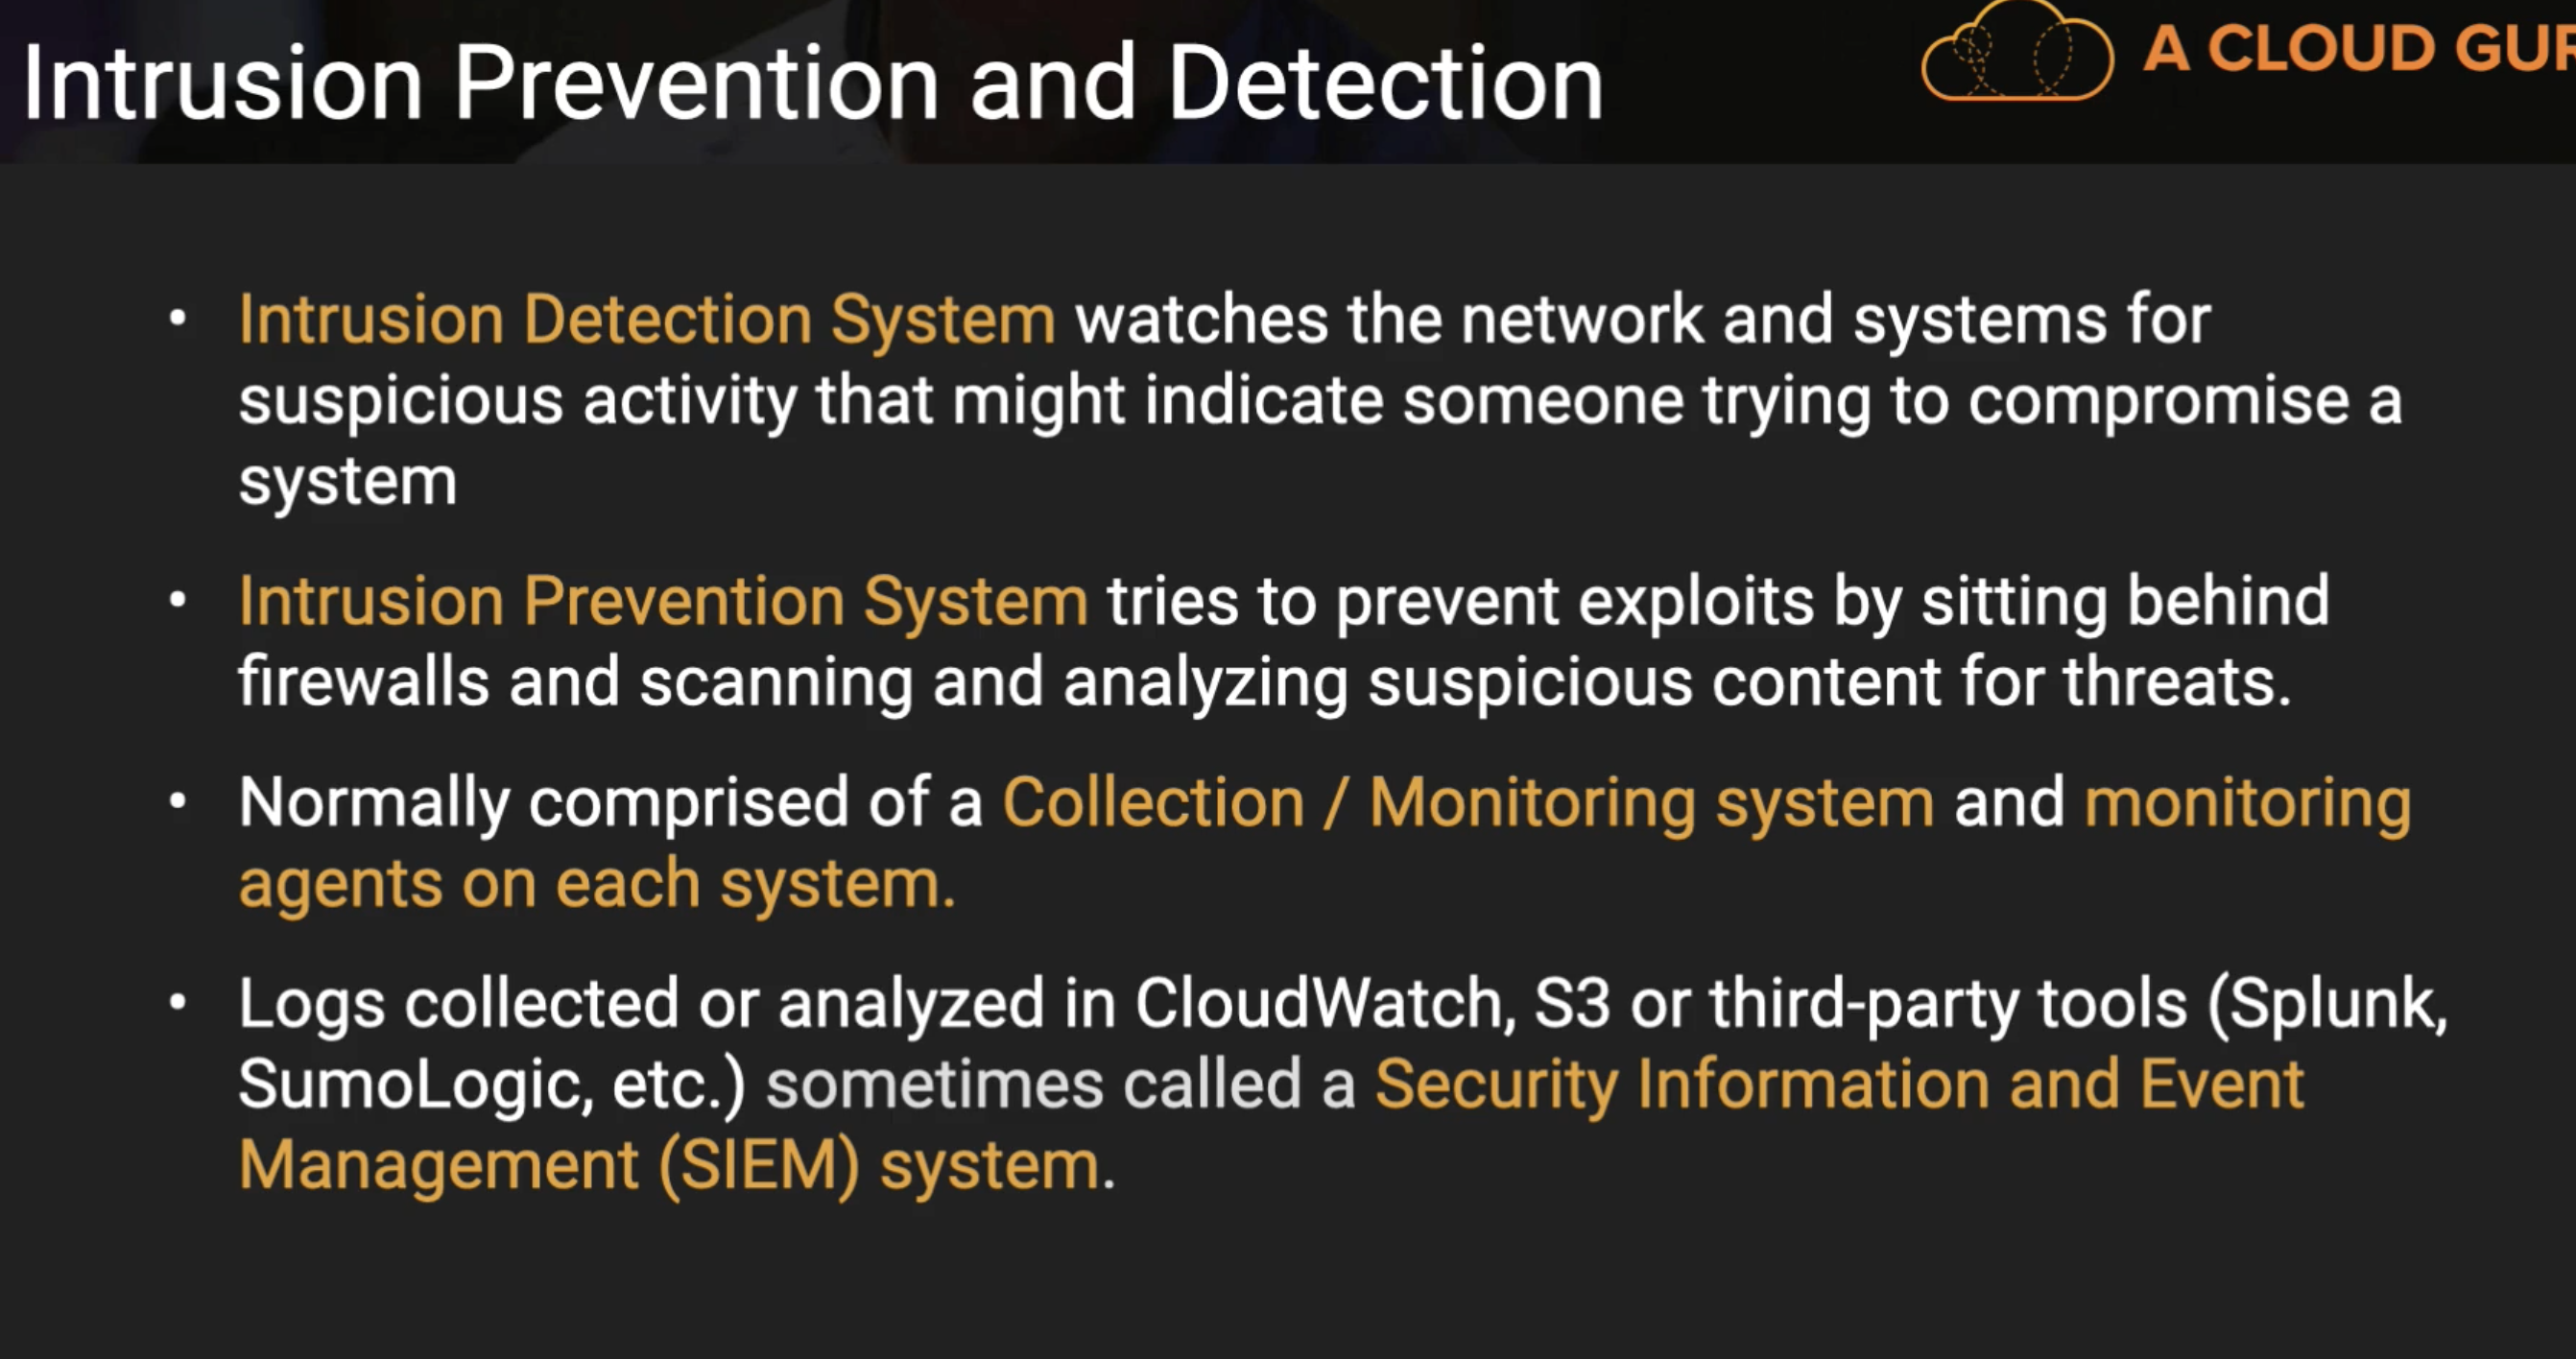 Intrusion Prevention and Detection
A CLOUD GUR
• Intrusion Detection System watches the network and systems for
suspicious activity that might indicate someone trying to compromise a
system
• Intrusion Prevention System tries to prevent exploits by sitting behind
firewalls and scanning and analyzing suspicious content for threats.
• Normally comprised of a Collection / Monitoring system and monitoring
agents on each system.
• Logs collected or analyzed in CloudWatch, S3 or third-party tools (Splunk,
SumoLogic, etc.) sometimes called a Security Information and Event
Management (SIEM) system.